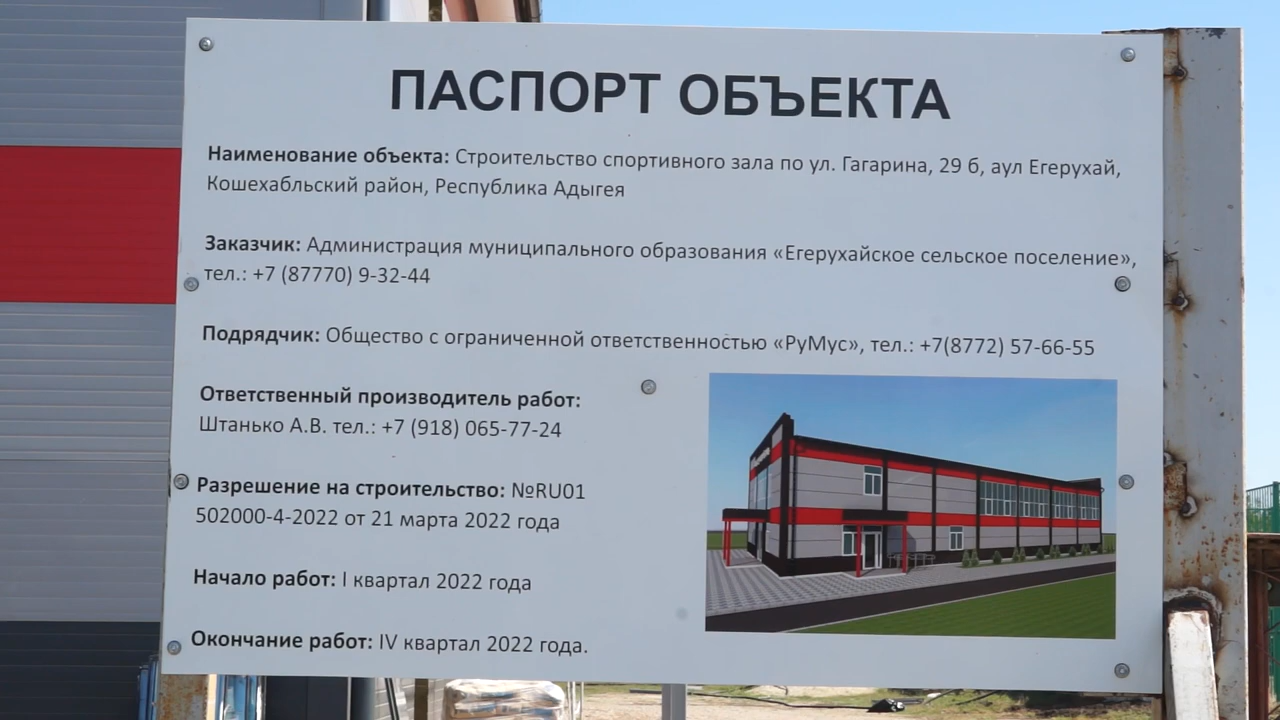 ПАСПОРТ ОБЪЕКТА
Наименование объекта: Строительство спортивного зала по ул. Гагарина, 29 б, аул Егерухай,
Кошехабльский район, Республика Адыгея
Заказчик: Администрация муниципального образования «Егерухайское сельское поселение»,
тел.: +7 (87770) 9-32-44
Подрядчик: Общество с ограниченной ответственностью «РуМус», тел.: +7(8772) 57-66-55
Ответственный производитель работ:
Штанько А.В. тел.: +7 (918) 065-77-24
Разрешение на строительство: №RU01
502000-4-2022 от 21 марта 2022 года
Начало работ: I квартал 2022 года
Окончание работ: IV квартал 2022 года.